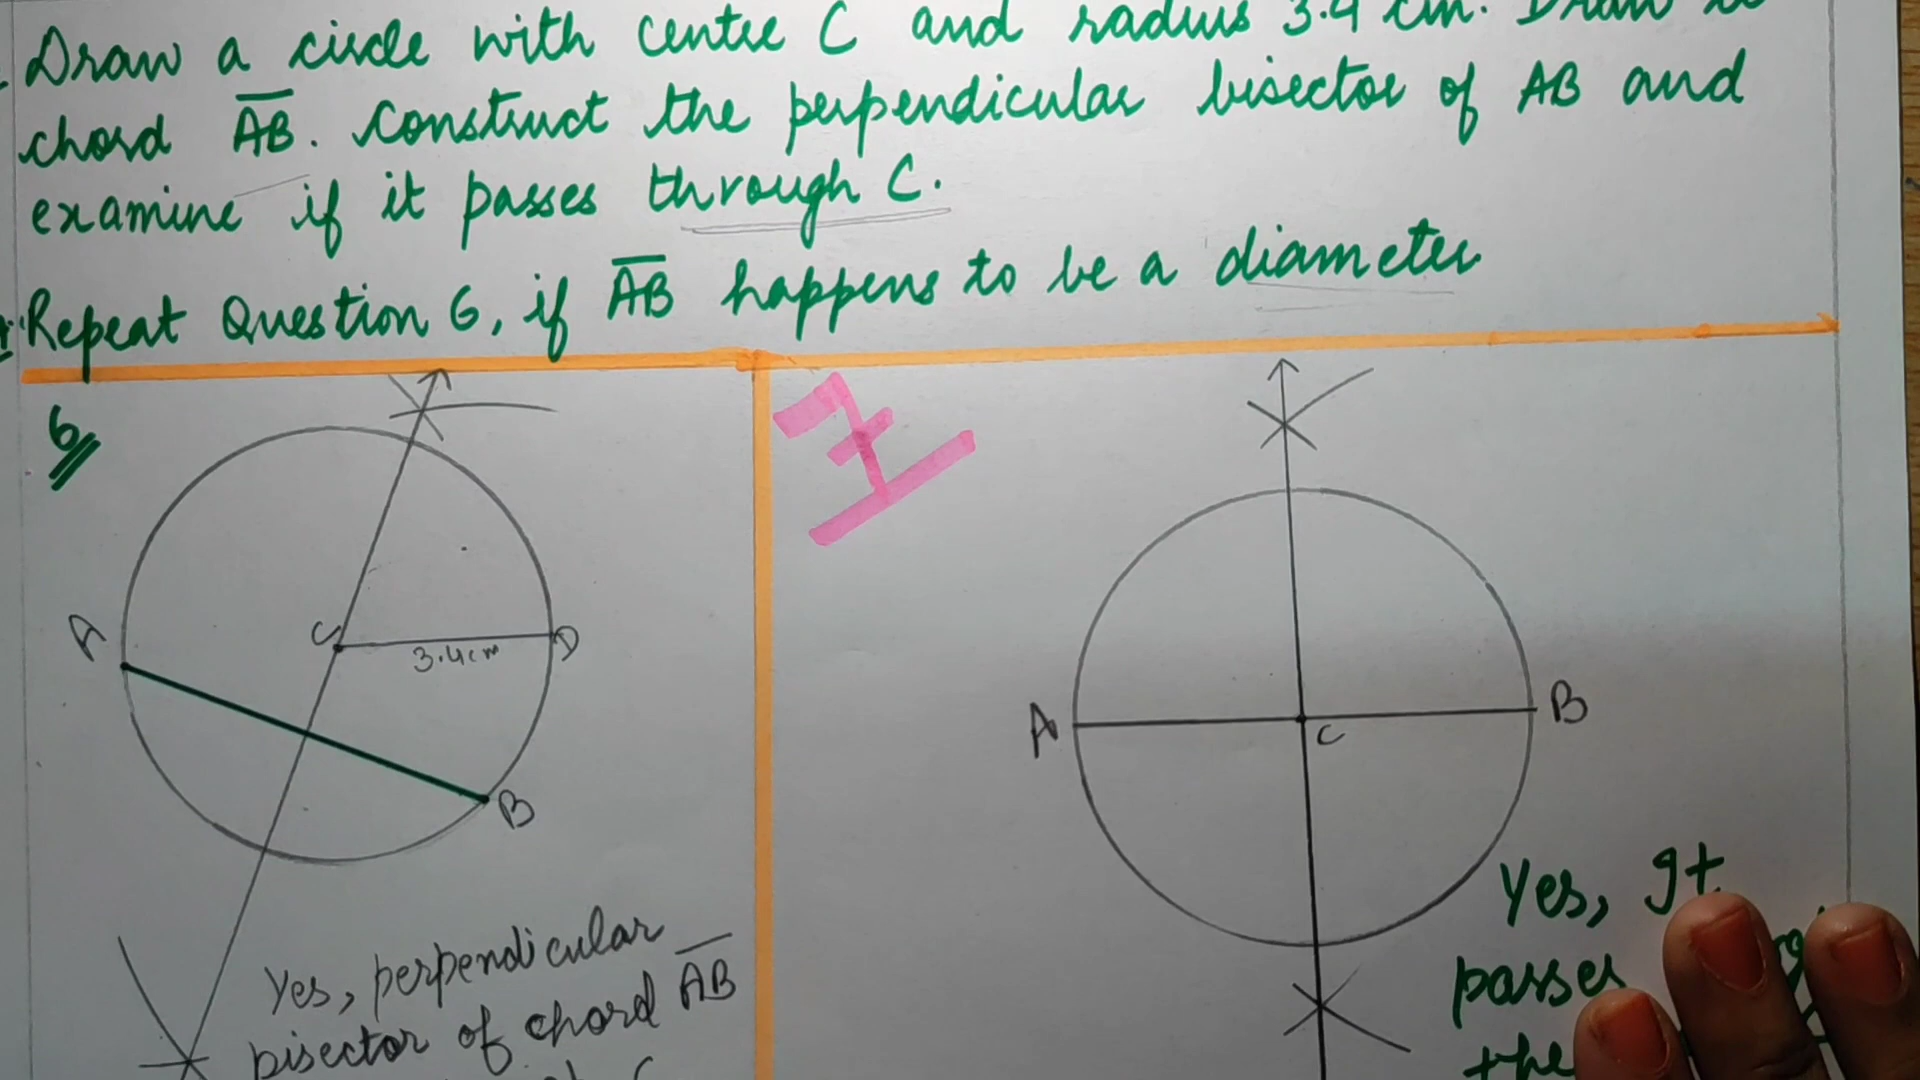 Draw a circle with centre C and radius 3.4 cm. Draw
chord AB. Construct the perpendicular bisector of AB and
examine if it passes through C.
Repeat Question 6, if AB happens to be a diameter
6
7
A
C
3.4cm
D
B
Yes, perpendicular
bisector of chord AB
A
C
B
Yes, It
passes
the